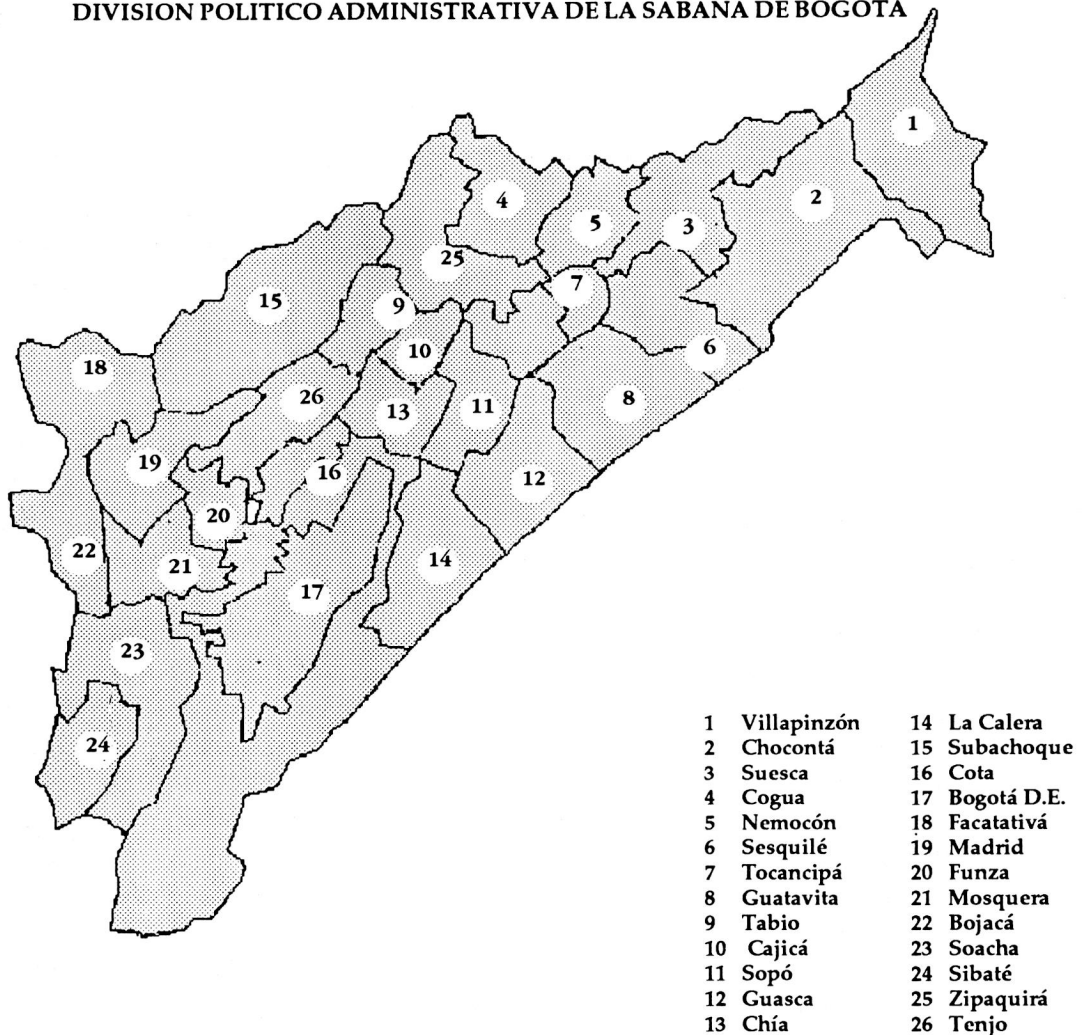 DIVISION POLITICO ADMINISTRATIVA DE LA SABANA DE BOGOTA
1
2
3
4
5
25
7
9
15
10
6
18
8
26
11
13
19
16
12
20
22
21
14
17
23
24
1 Villapinzón
2 Chocontá
3 Suesca
4 Cogua
5 Nemocón
6 Sesquilé
7 Tocancipá
8 Guatavita
9 Tabio
10 Cajicá
11 Sopó
12 Guasca
13 Chía
14 La Calera
15 Subachoque
16 Cota
17 Bogotá D.E.
18 Facatativá
19 Madrid
20 Funza
21 Mosquera
22 Bojacá
23 Soacha
24 Sibaté
25 Zipaquirá
26 Tenjo